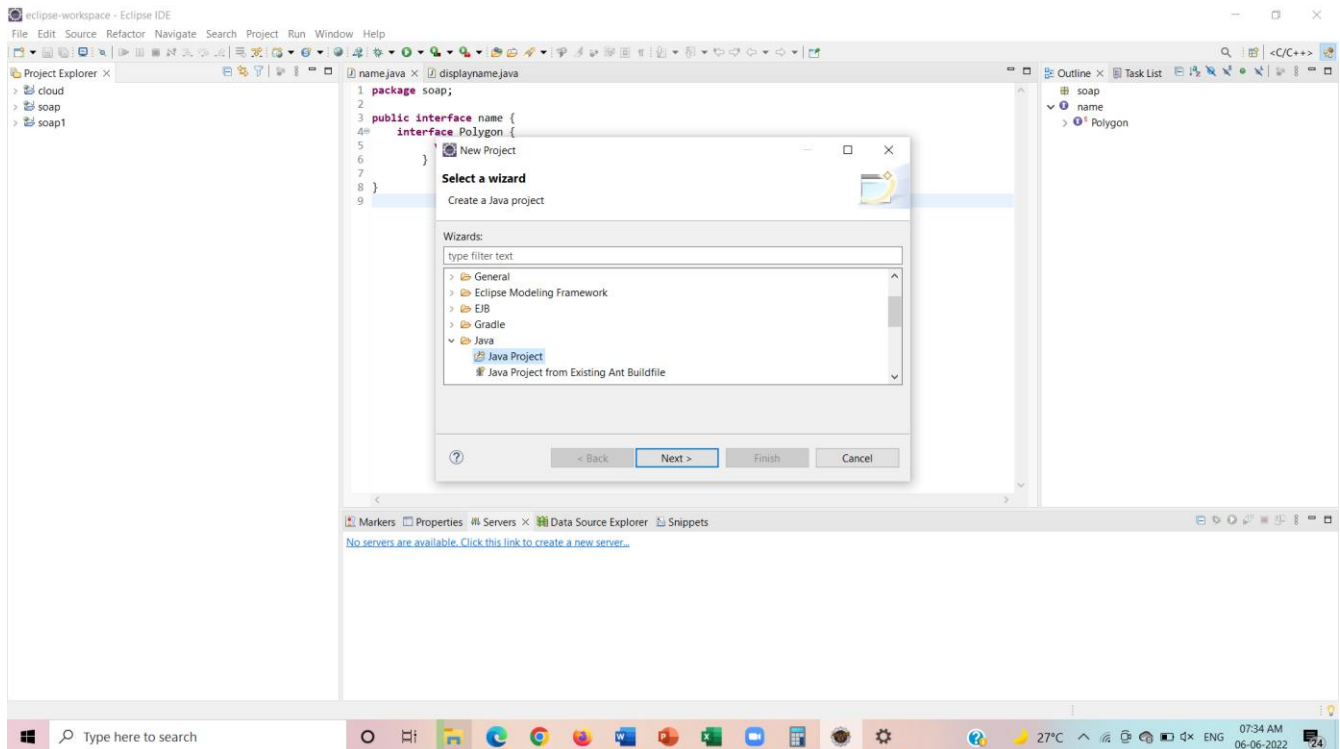 eclipse-workspace - Eclipse IDE
File Edit Source Refactor Navigate Search Project Run Window Help
<C/C++>
Project Explorer
name.java
displayname.java
Outline
Task List
cloud
soap
soap1
1 package soap;
2
3 public interface name {
4 interface Polygon {
5
6 }
7
8 }
9
soap
name
Polygon
New Project
Select a wizard
Create a Java project
Wizards:
type filter text
General
Eclipse Modeling Framework
EJB
Gradle
Java
Java Project
Java Project from Existing Ant Buildfile
< Back
Next >
Finish
Cancel
Markers
Properties
Servers
Data Source Explorer
Snippets
No servers are available. Click this link to create a new server...
Type here to search
27°C
ENG
07:34 AM
06-06-2022
24